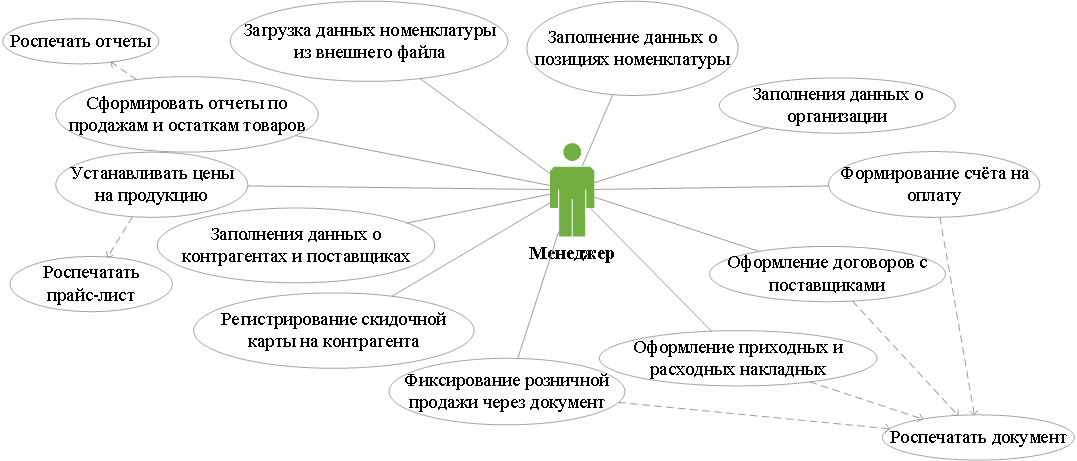 Роспечать отчеты
Загрузка данных номенклатуры
из внешнего файла
Заполнение данных о
позициях номенклатуры
Сформировать отчеты по
продажам и остаткам товаров
Заполнения данных о
организации
Устанавливать цены
на продукцию
Формирование счёта на
оплату
Заполнения данных о
контрагентах и поставщиках
Менеджер
Оформление договоров с
поставщиками
Роспечатать
прайс-лист
Регистрирование скидочной
карты на контрагента
Оформление приходных и
расходных накладных
Фиксирование розничной
продажи через документ
Роспечатать документ